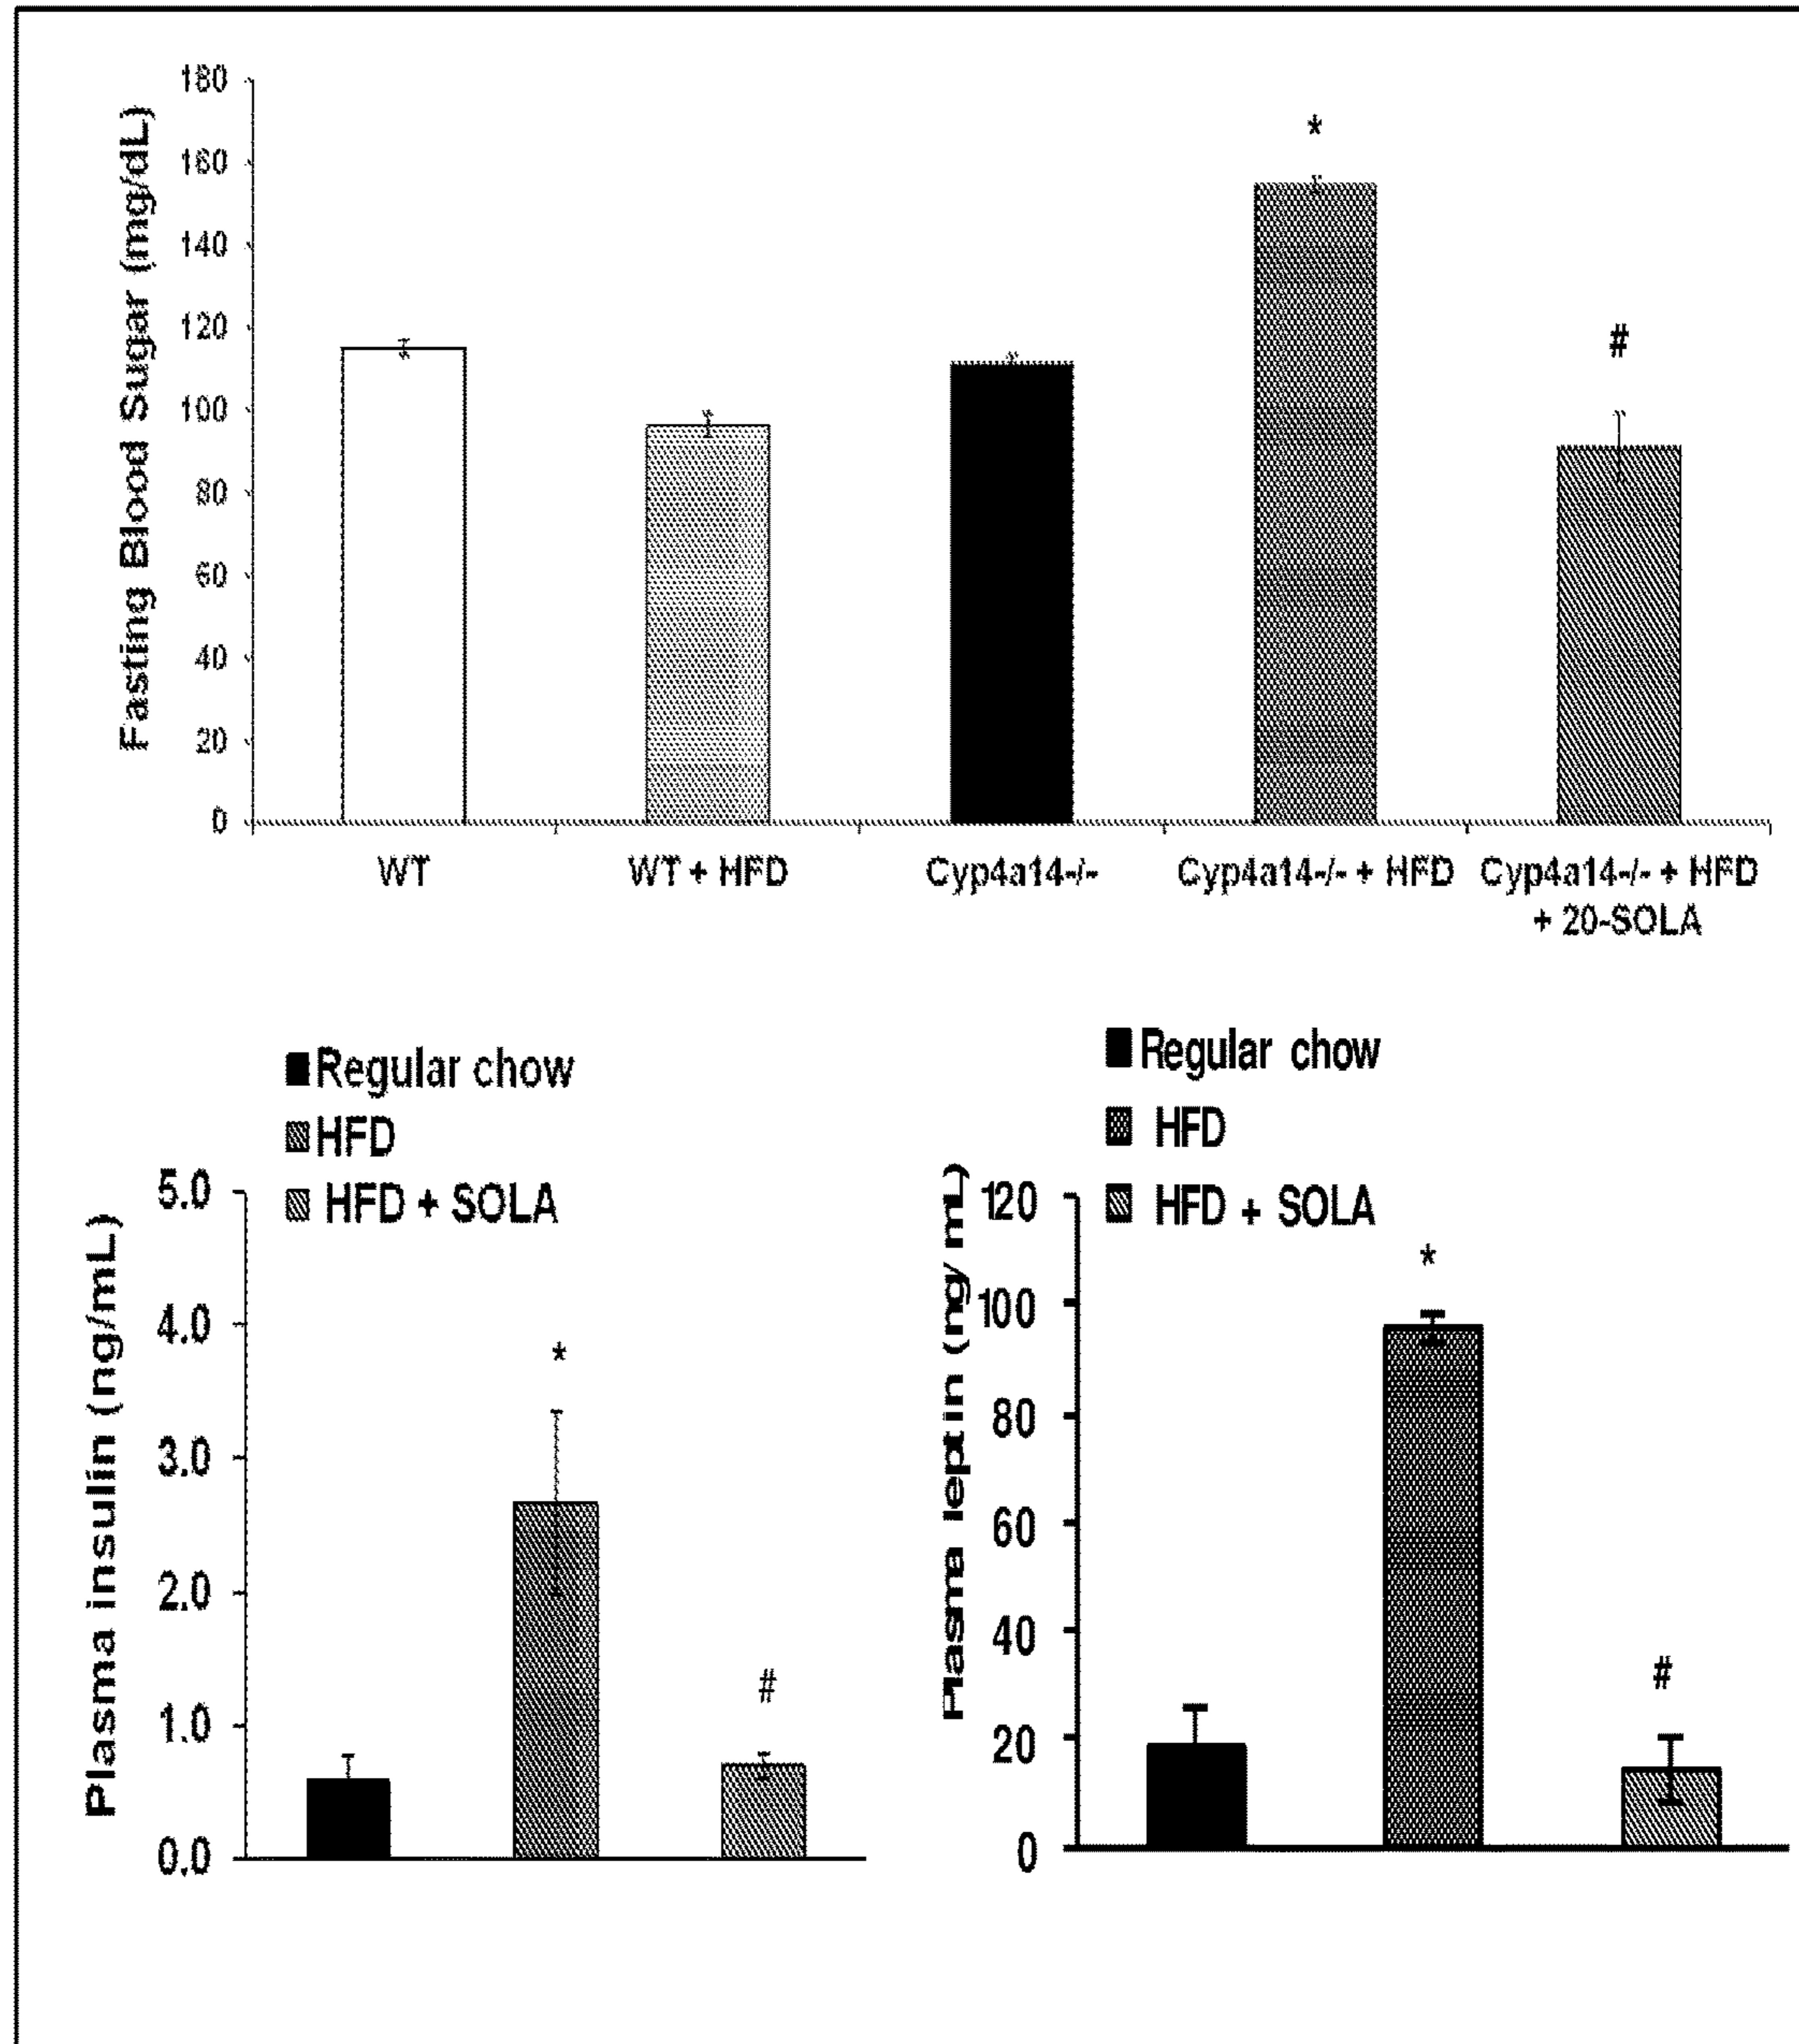 Fasting Blood Sugar (mg/dL)
180
160
140
120
100
80
60
40
20
0
*
#
WT
WT + HFD
Cyp4a14-/-
Cyp4a14-/- + HFD
Cyp4a14-/- + HFD
+ 20-SOLA
Regular chow
HFD
HFD + SOLA
Plasma insulin (ng/mL)
5.0
4.0
3.0
2.0
1.0
0.0
*
#
Regular chow
HFD
HFD + SOLA
Plasma leptin (ng/mL)
120
100
80
60
40
20
0
*
#